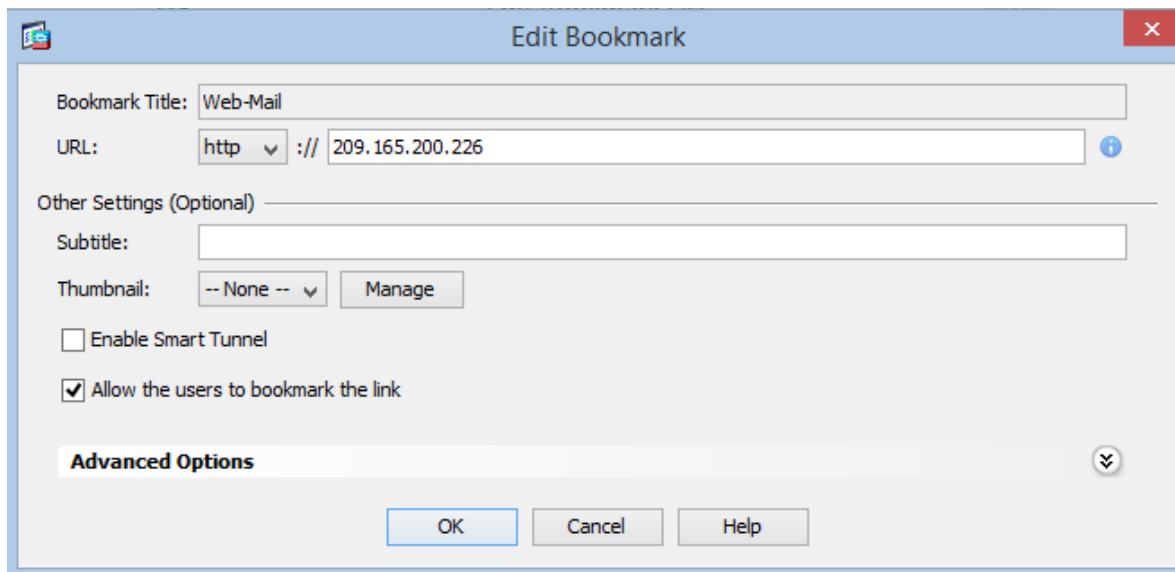 Edit Bookmark
Bookmark Title: Web-Mail
URL: http :// 209.165.200.226
Other Settings (Optional)
Subtitle:
Thumbnail: -- None -- Manage
Enable Smart Tunnel
Allow the users to bookmark the link
Advanced Options
OK Cancel Help